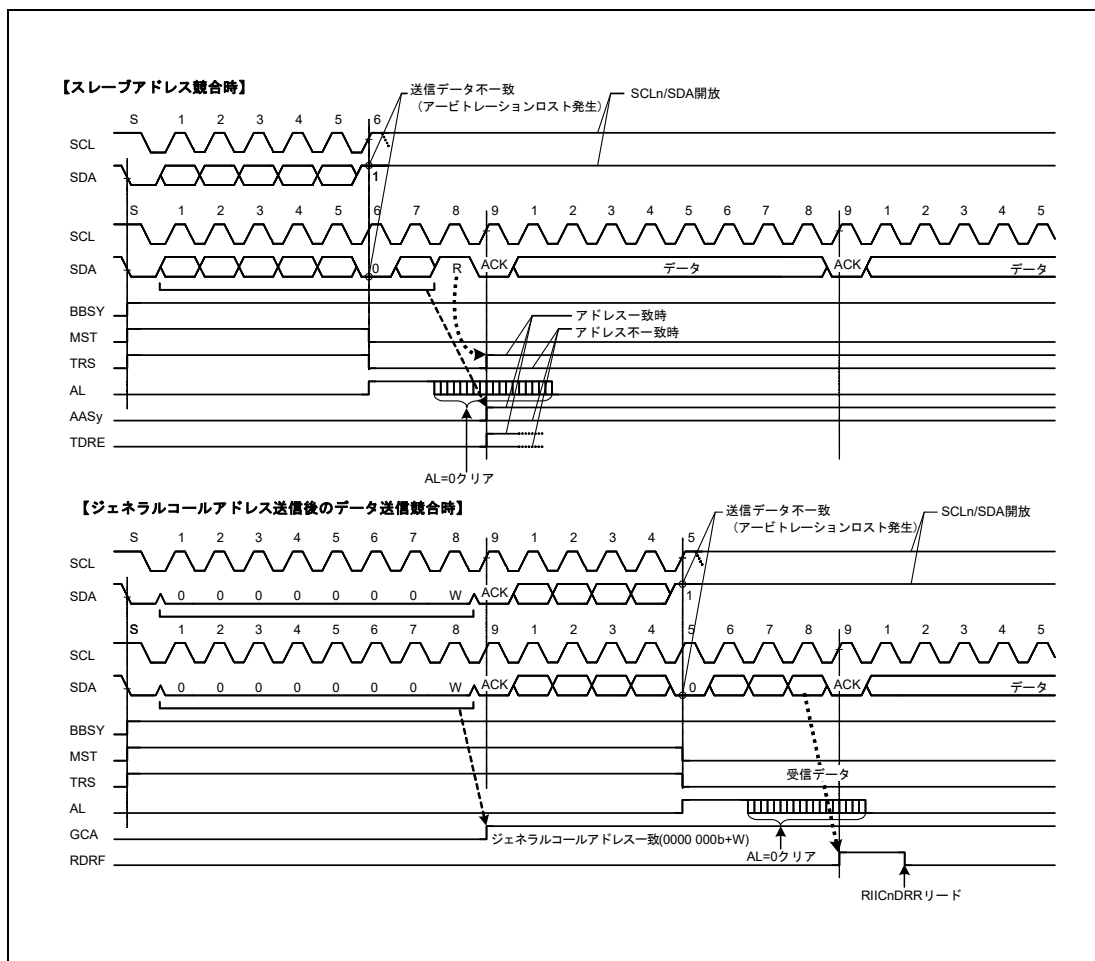 【スレーブアドレス競合時】
送信データ不一致
（アービトレーションロスト発生）
SCLn/SDA開放
S 1 2 3 4 5 6
SCL
SDA
1
S 1 2 3 4 5 6 7 8 9 1 2 3 4 5 6 7 8 9 1 2 3 4 5
SCL
SDA
0 R ACK データ ACK データ
BBSY
アドレス一致時
MST
アドレス不一致時
TRS
AL
AASy
TDRE
AL=0クリア
【ジェネラルコールアドレス送信後のデータ送信競合時】
送信データ不一致
（アービトレーションロスト発生）
SCLn/SDA開放
S 1 2 3 4 5 6 7 8 9 1 2 3 4 5
SCL
SDA
0 0 0 0 0 0 0 W ACK 1
S 1 2 3 4 5 6 7 8 9 1 2 3 4 5 6 7 8 9 1 2 3 4 5
SCL
SDA
0 0 0 0 0 0 0 W ACK 0 ACK データ
BBSY
MST
TRS
受信データ
AL
GCA
ジェネラルコールアドレス一致(0000 000b+W)
AL=0クリア
RDRF
RIICnDRRリード